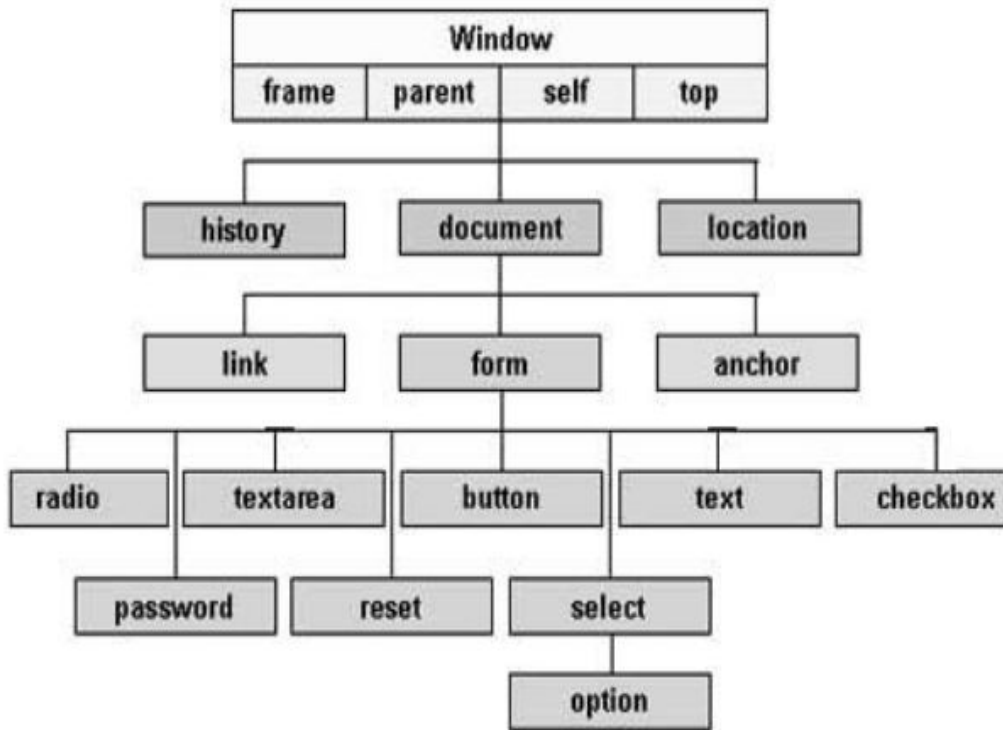 Window
frame parent self top
history document location
link form anchor
radio textarea button text checkbox
password reset select
option